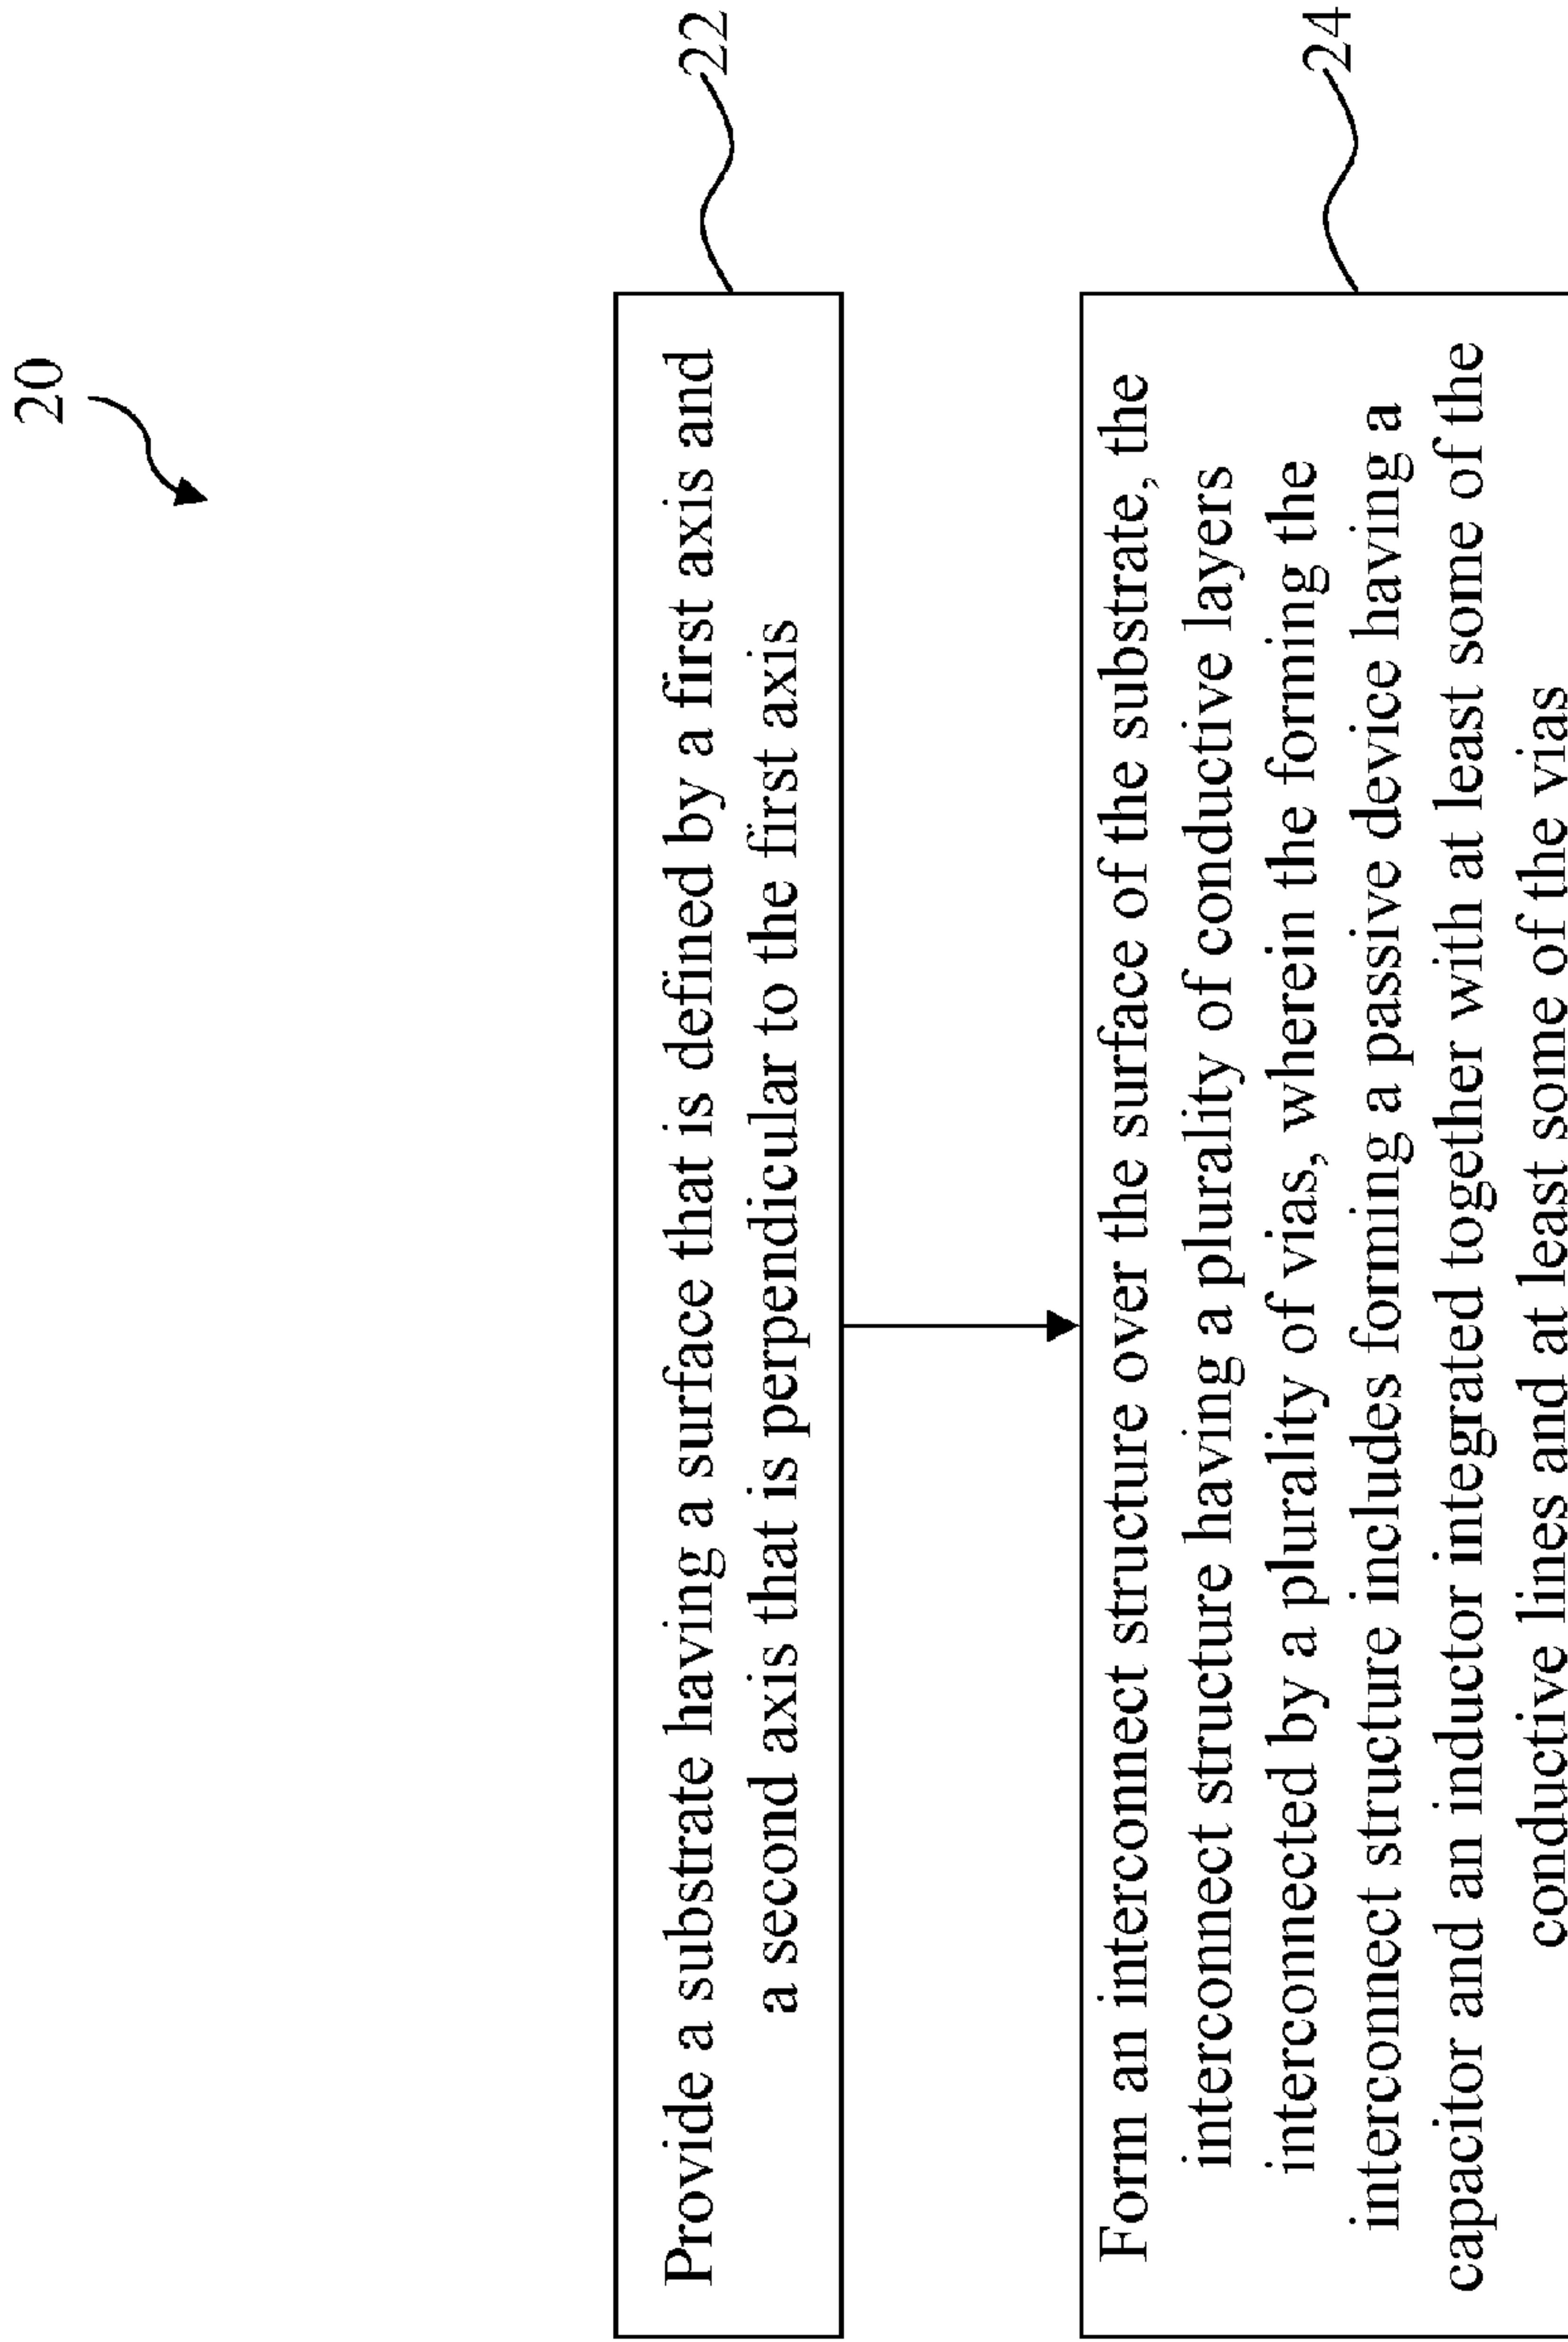 20
Provide a substrate having a surface that is defined by a first axis and
a second axis that is perpendicular to the first axis
22
Form an interconnect structure over the surface of the substrate, the
interconnect structure having a plurality of conductive layers
interconnected by a plurality of vias, wherein the forming the
interconnect structure includes forming a passive device having a
capacitor and an inductor integrated together with at least some of the
conductive lines and at least some of the vias
24